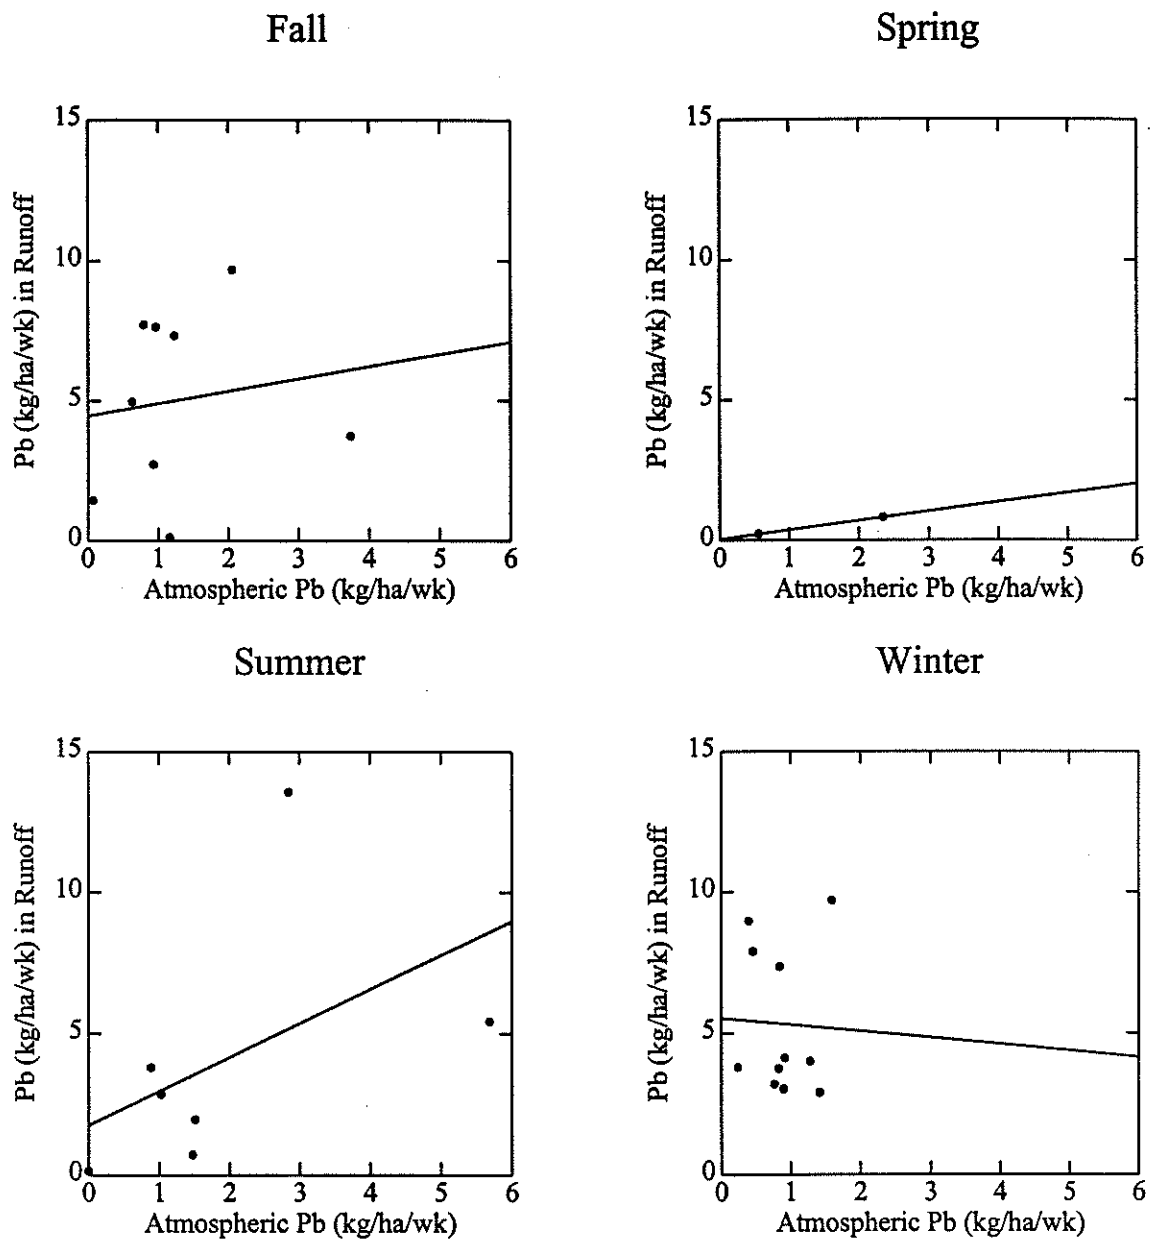 Fall
15
10
5
0
Pb (kg/ha/wk) in Runoff
0 1 2 3 4 5 6
Atmospheric Pb (kg/ha/wk)
Spring
15
10
5
0
Pb (kg/ha/wk) in Runoff
0 1 2 3 4 5 6
Atmospheric Pb (kg/ha/wk)
Summer
15
10
5
0
Pb (kg/ha/wk) in Runoff
0 1 2 3 4 5 6
Atmospheric Pb (kg/ha/wk)
Winter
15
10
5
0
Pb (kg/ha/wk) in Runoff
0 1 2 3 4 5 6
Atmospheric Pb (kg/ha/wk)